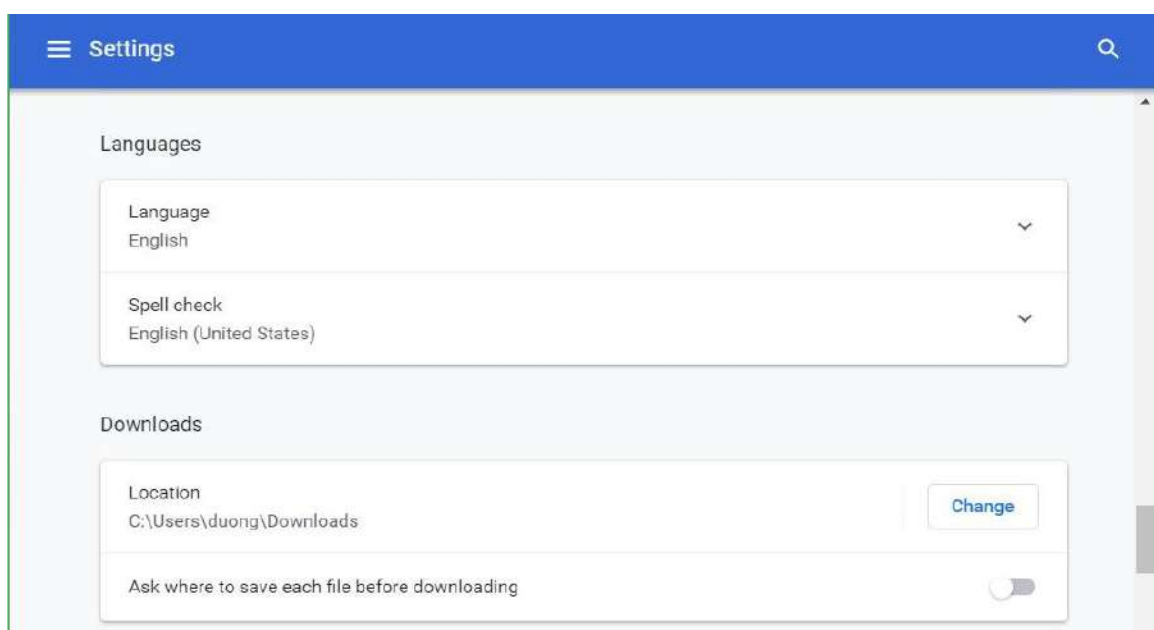 Settings
Languages
Language
English
Spell check
English (United States)
Downloads
Location
C:\Users\duong\Downloads
Change
Ask where to save each file before downloading